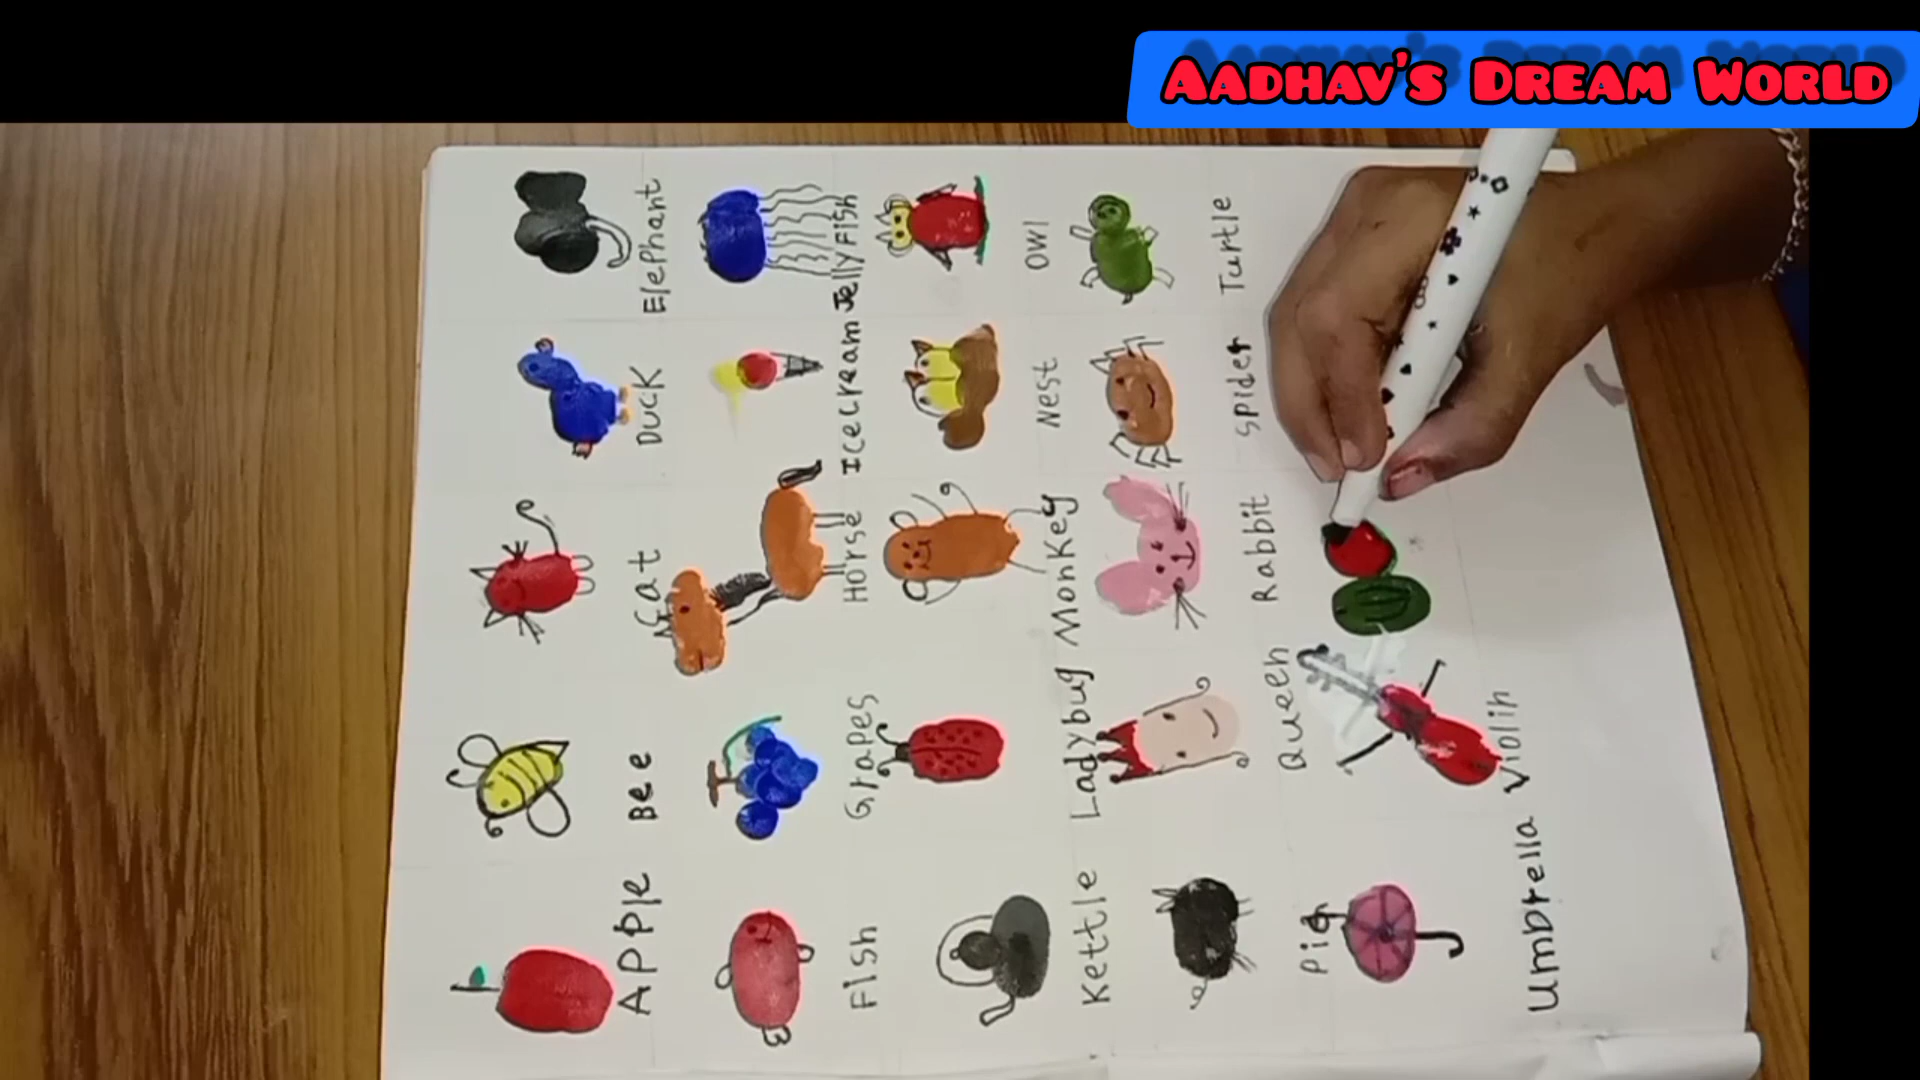 AADHAV'S DREAM WORLD
Apple
Bee
Cat
Duck
Elephant
Fish
Grapes
Horse
Icecream
Jelly Fish
Kettle
Ladybug
Monkey
Nest
Owl
Pig
Queen
Rabbit
Spider
Turtle
Umbrella
Violin